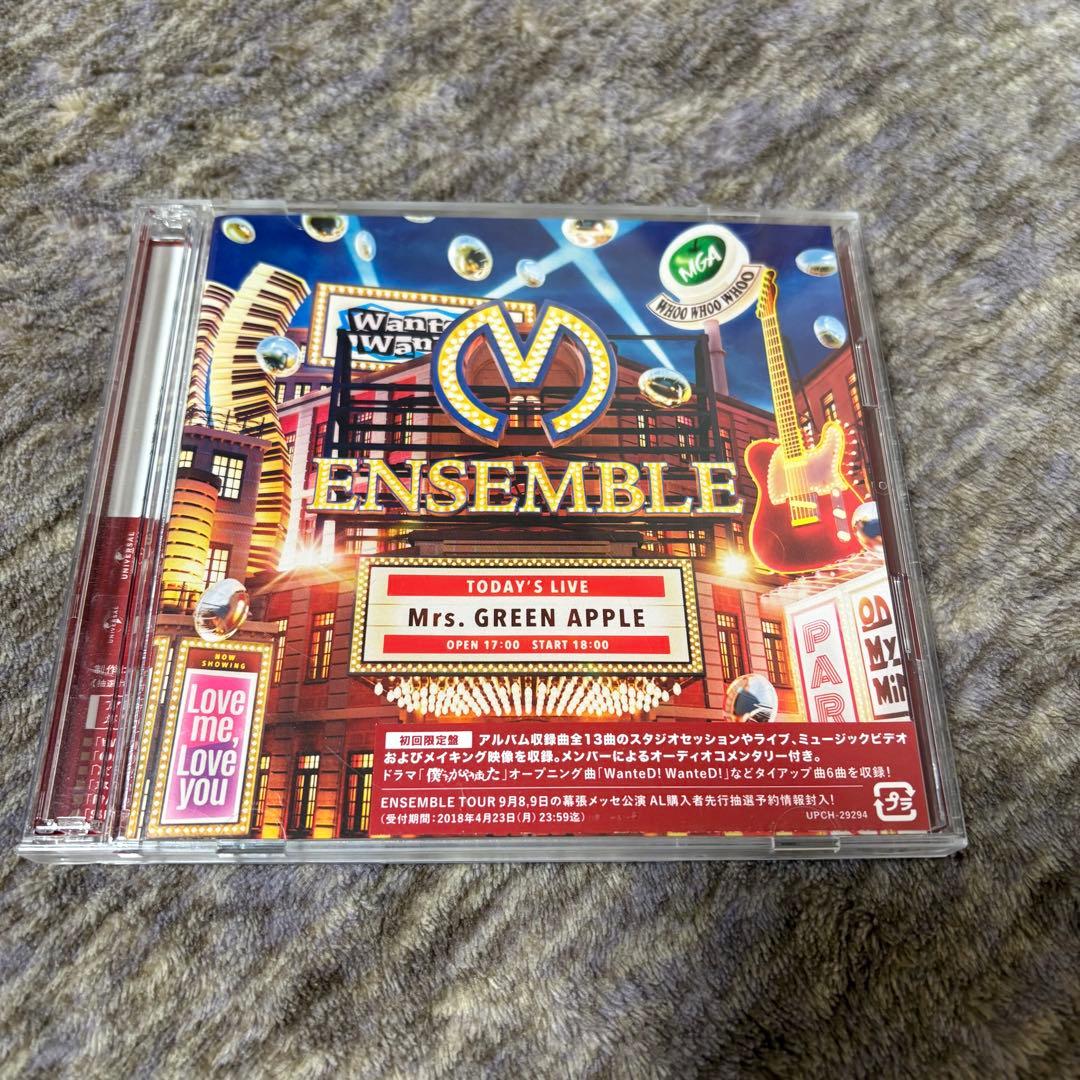 MGA
WHOO WHOO WHOO
ENSEMBLE
TODAY'S LIVE
Mrs. GREEN APPLE
OPEN 17:00 START 18:00
NOW
SHOWING
Love
me,
Love
you
My
UNIVERSAL
UNIVERSAL
初回限定盤 アルバム収録曲全13曲のスタジオセッションやライブ、ミュージックビデオ
およびメイキング映像を収録。メンバーによるオーディオコメンタリー付き。
ドラマ「僕たちがやりました」オープニング曲「WanteD! WanteD!」などタイアップ曲6曲を収録!
ENSEMBLE TOUR 9月8,9日の幕張メッセ公演 AL購入者先行抽選予約情報封入!
(受付期間:2018年4月23日(月) 23:59迄)
プラ
UPCH-29294